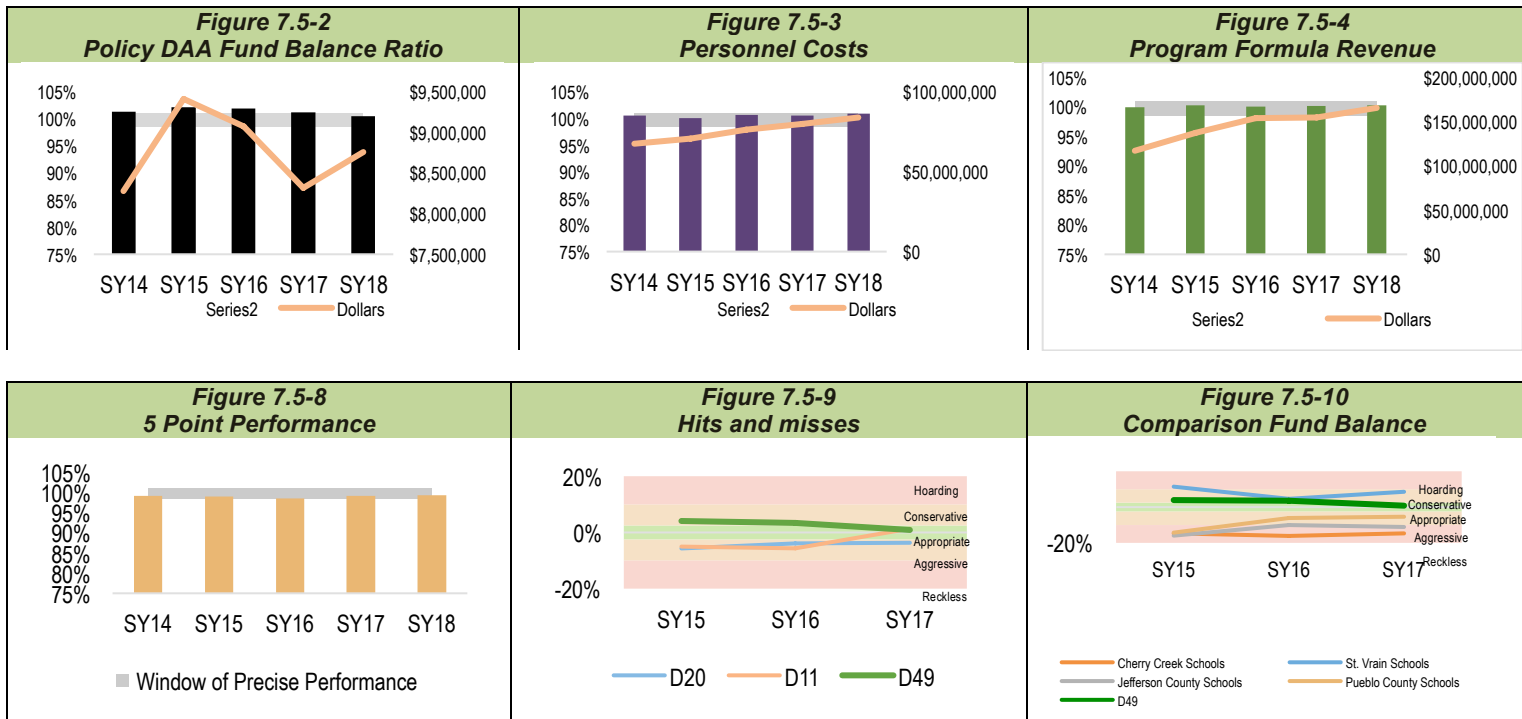 Figure 7.5-2
Policy DAA Fund Balance Ratio
105%
100%
95%
90%
85%
80%
75%
$9,500,000
$9,000,000
$8,500,000
$8,000,000
$7,500,000
SY14 SY15 SY16 SY17 SY18
Series2 Dollars
Figure 7.5-3
Personnel Costs
105%
100%
95%
90%
85%
80%
75%
$100,000,000
$50,000,000
$0
SY14 SY15 SY16 SY17 SY18
Series2 Dollars
Figure 7.5-4
Program Formula Revenue
105%
100%
95%
90%
85%
80%
75%
$200,000,000
$150,000,000
$100,000,000
$50,000,000
$0
SY14 SY15 SY16 SY17 SY18
Series2 Dollars
Figure 7.5-8
5 Point Performance
105%
100%
95%
90%
85%
80%
75%
SY14 SY15 SY16 SY17 SY18
Window of Precise Performance
Figure 7.5-9
Hits and misses
20%
0%
-20%
Hoarding
Conservative
Appropriate
Aggressive
Reckless
SY15 SY16 SY17
D20 D11 D49
Figure 7.5-10
Comparison Fund Balance
-20%
Hoarding
Conservative
Appropriate
Aggressive
Reckless
SY15 SY16 SY17
Cherry Creek Schools St. Vrain Schools
Jefferson County Schools Pueblo County Schools
D49